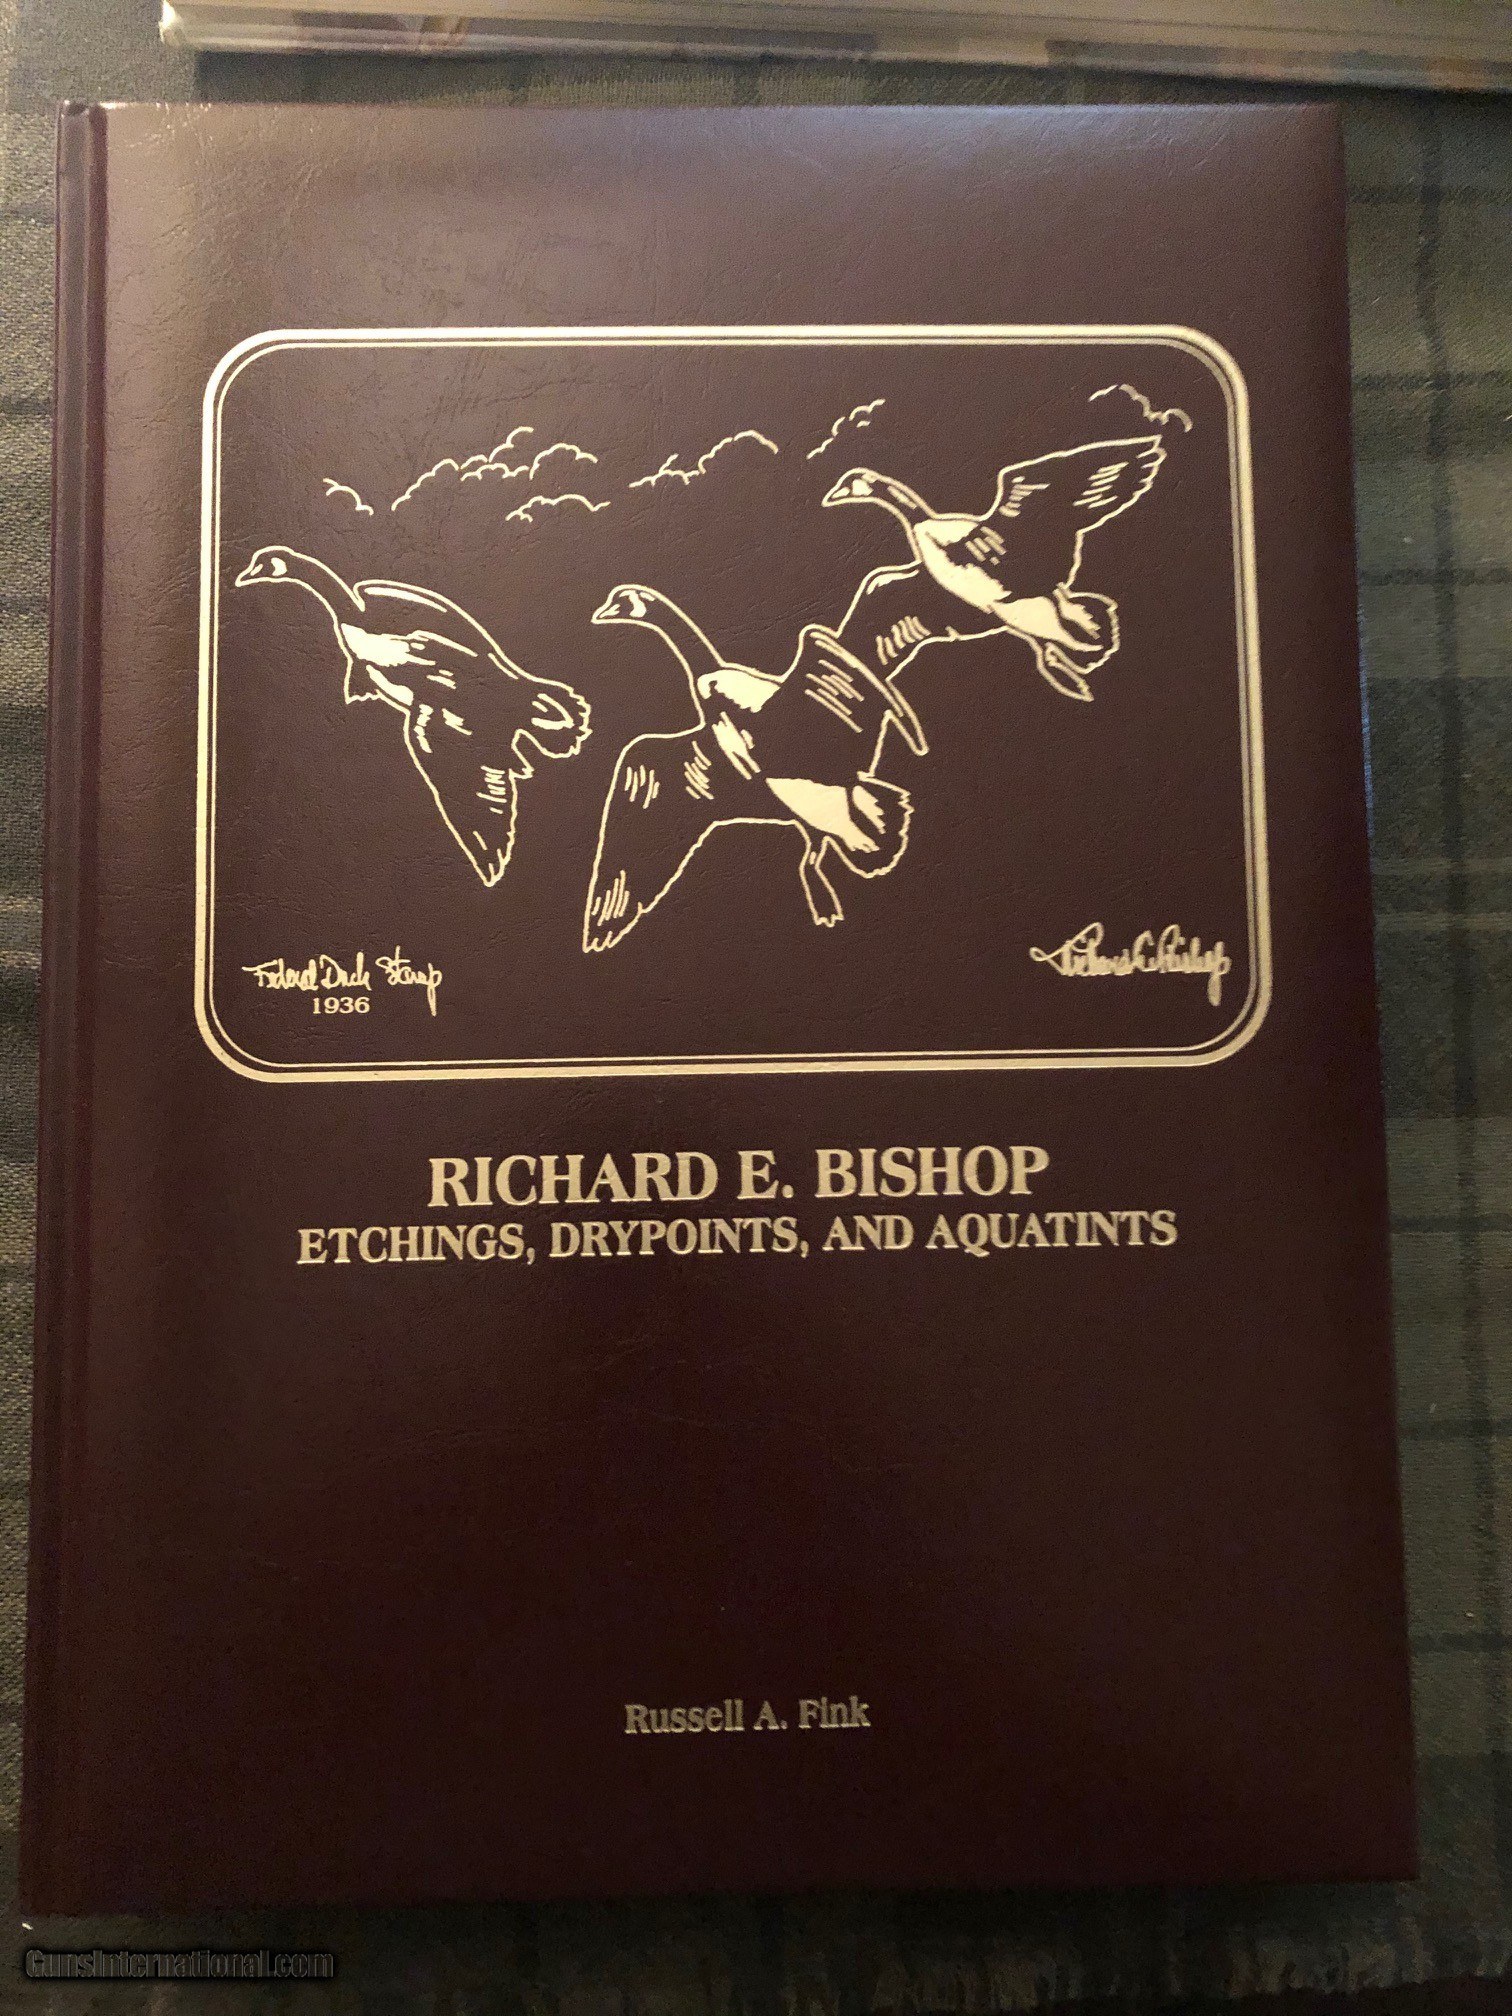 Federal Duck Stamp
1936
Richard E. Bishop
RICHARD E. BISHOP
ETCHINGS, DRYPOINTS, AND AQUATINTS
Russell A. Fink
GunsInternational.com